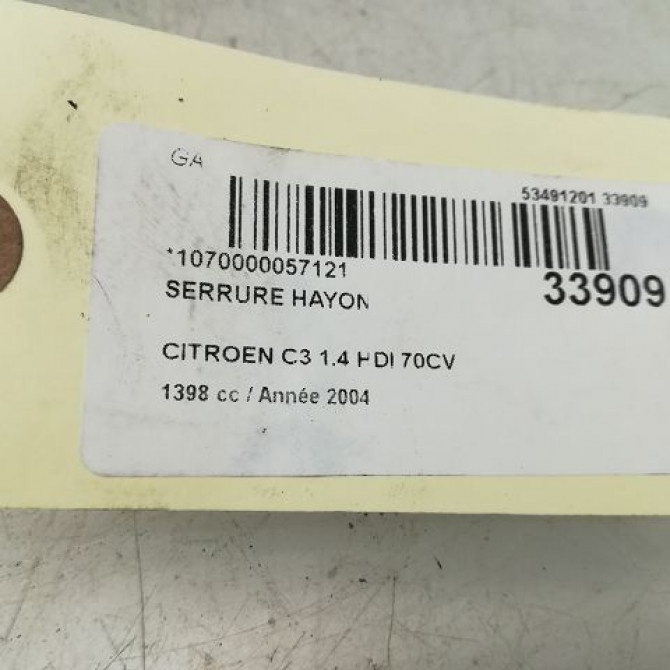 GA
53491201 33909
*1070000057121
33909
SERRURE HAYON
CITROEN C3 1.4 HDI 70CV
1398 cc / Année 2004